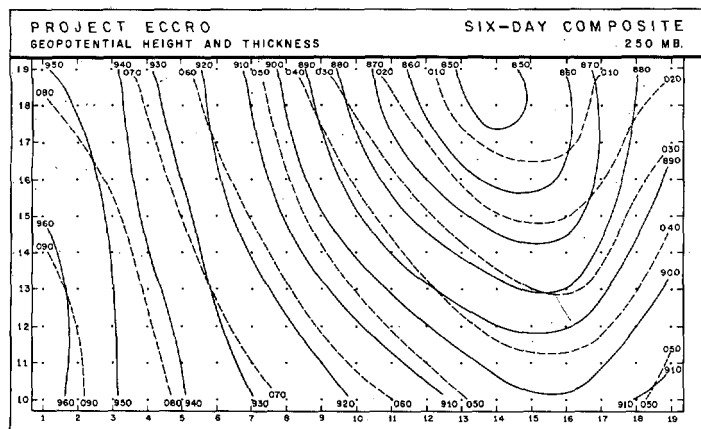 PROJECT ECCRO SIX-DAY COMPOSITE
GEOPOTENTIAL HEIGHT AND THICKNESS 250 MB.
19 950 940 930 920 910 900 890 880 870 860 850 850 870 880
070 060 050 040 030 020 010 860 010 020
080
18
17
030
16 890
15
960 040
14
090
13 900
12
11 050
910
070
10 960 090 950 080 940 930 920 060 910 050 910 050
1 2 3 4 5 6 7 8 9 10 11 12 13 14 15 16 17 18 19